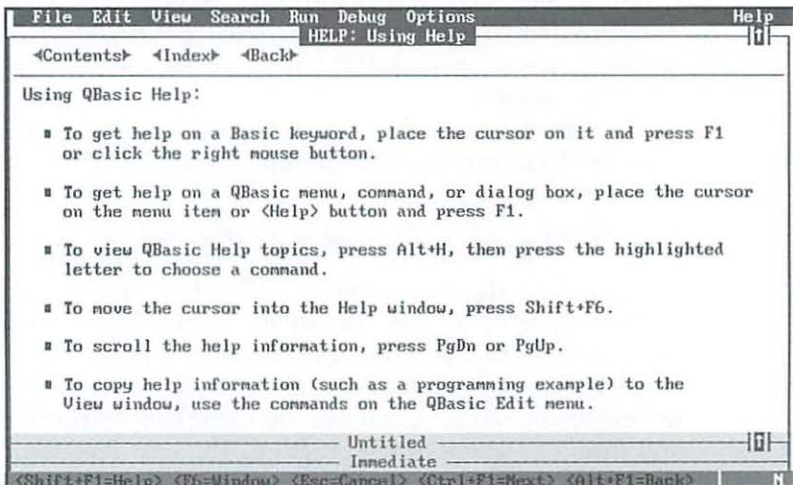 File Edit View Search Run Debug Options Help
HELP: Using Help
◄Contents► ◄Index► ◄Back►
Using QBasic Help:
To get help on a Basic keyword, place the cursor on it and press F1
or click the right mouse button.
To get help on a QBasic menu, command, or dialog box, place the cursor
on the menu item or <Help> button and press F1.
To view QBasic Help topics, press Alt+H, then press the highlighted
letter to choose a command.
To move the cursor into the Help window, press Shift+F6.
To scroll the help information, press PgDn or PgUp.
To copy help information (such as a programming example) to the
View window, use the commands on the QBasic Edit menu.
Untitled
Immediate
<Shift+F1=Help> <F6=Window> <Esc=Cancel> <Ctrl+F1=Next> <Alt+F1=Back> N